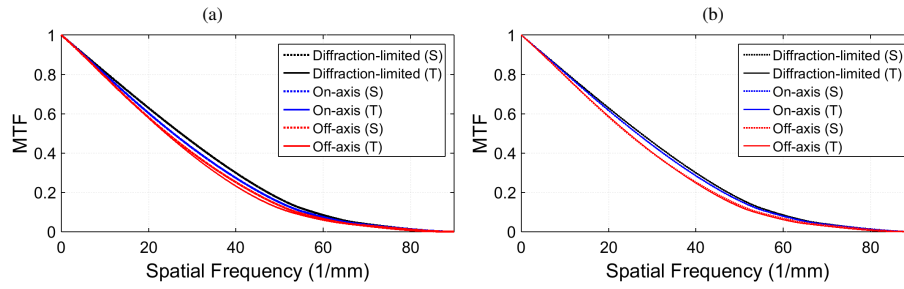 (a)
MTF
1
0.8
0.6
0.4
0.2
0
0 20 40 60 80
Spatial Frequency (1/mm)
Diffraction-limited (S)
Diffraction-limited (T)
On-axis (S)
On-axis (T)
Off-axis (S)
Off-axis (T)
(b)
MTF
1
0.8
0.6
0.4
0.2
0
0 20 40 60 80
Spatial Frequency (1/mm)
Diffraction-limited (S)
Diffraction-limited (T)
On-axis (S)
On-axis (T)
Off-axis (S)
Off-axis (T)